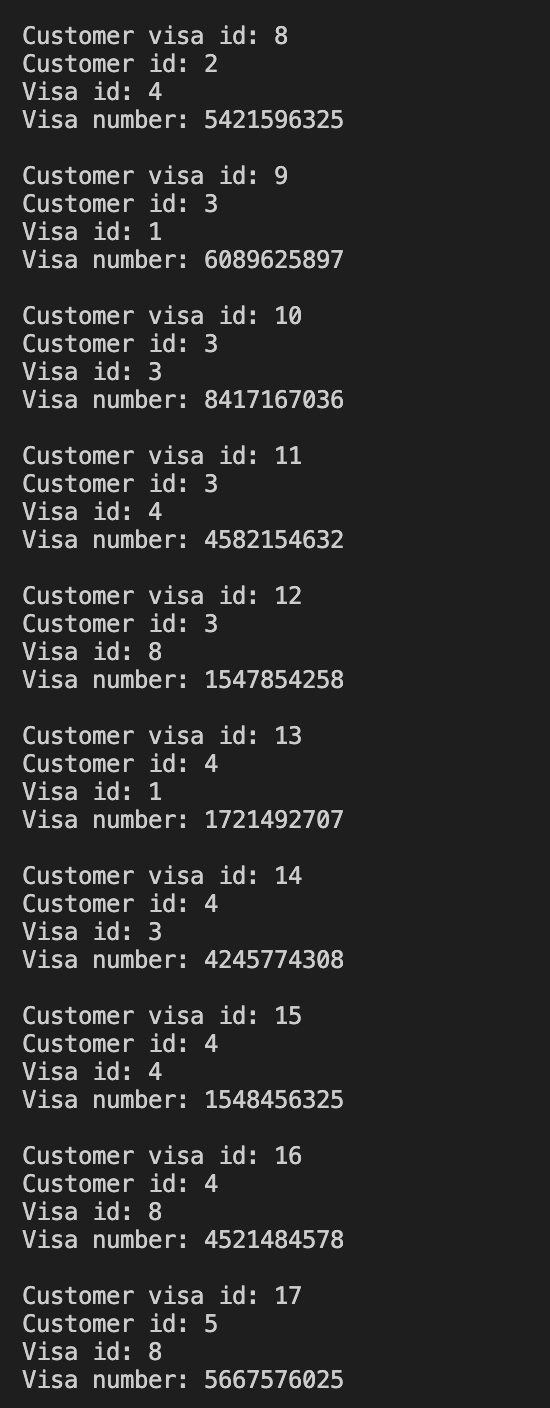 Customer visa id: 8
Customer id: 2
Visa id: 4
Visa number: 5421596325
Customer visa id: 9
Customer id: 3
Visa id: 1
Visa number: 6089625897
Customer visa id: 10
Customer id: 3
Visa id: 3
Visa number: 8417167036
Customer visa id: 11
Customer id: 3
Visa id: 4
Visa number: 4582154632
Customer visa id: 12
Customer id: 3
Visa id: 8
Visa number: 1547854258
Customer visa id: 13
Customer id: 4
Visa id: 1
Visa number: 1721492707
Customer visa id: 14
Customer id: 4
Visa id: 3
Visa number: 4245774308
Customer visa id: 15
Customer id: 4
Visa id: 4
Visa number: 1548456325
Customer visa id: 16
Customer id: 4
Visa id: 8
Visa number: 4521484578
Customer visa id: 17
Customer id: 5
Visa id: 8
Visa number: 5667576025